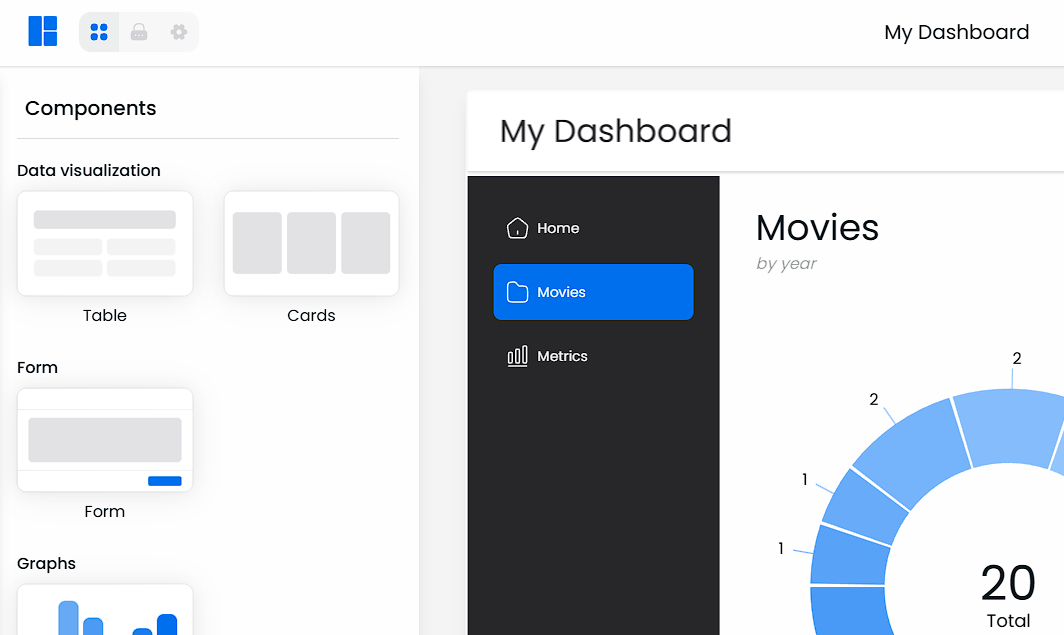 My Dashboard
Components
Data visualization
Table
Cards
Form
Form
Graphs
My Dashboard
Home
Movies
Metrics
Movies
by year
2
2
1
1
20
Total